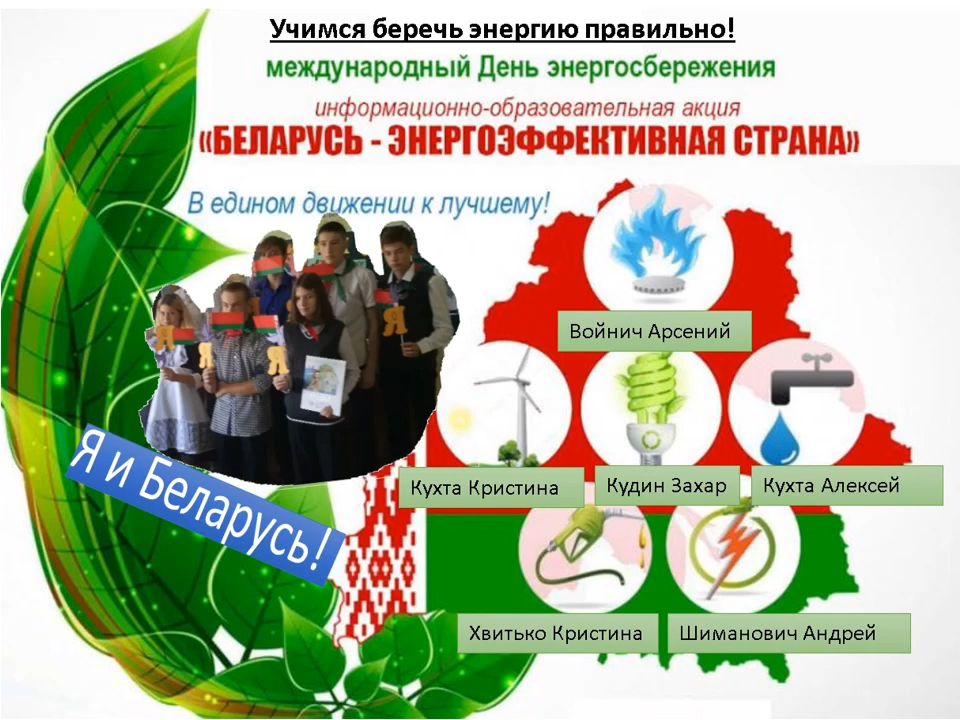 Учимся беречь энергию правильно!
международный День энергосбережения
информационно-образовательная акция
«БЕЛАРУСЬ - ЭНЕРГОЭФФЕКТИВНАЯ СТРАНА»
В едином движении к лучшему!
Войнич Арсений
Я
Я
Я
Я
Кухта Кристина
Кудин Захар
Кухта Алексей
Я и Беларусь!
Хвитько Кристина
Шиманович Андрей